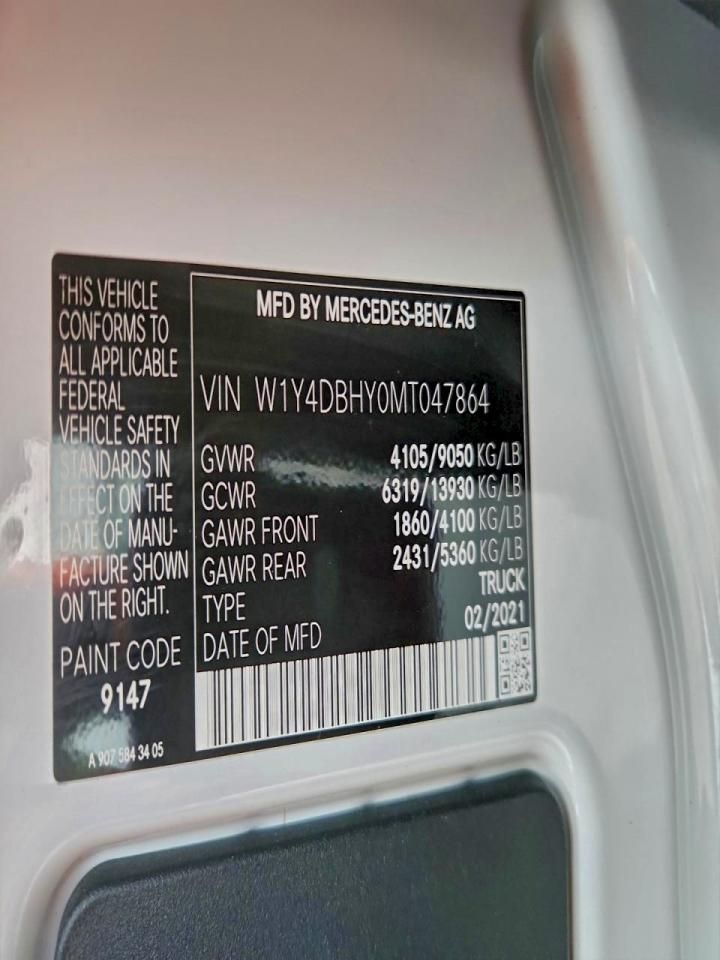 THIS VEHICLE
CONFORMS TO
ALL APPLICABLE
FEDERAL
VEHICLE SAFETY
STANDARDS IN
EFFECT ON THE
DATE OF MANU-
FACTURE SHOWN
ON THE RIGHT.
PAINT CODE
9147
A 907 584 34 05
MFD BY MERCEDES-BENZ AG
VIN W1Y4DBHY0MT047864
GVWR 4105/9050 KG/LB
GCWR 6319/13930 KG/LB
GAWR FRONT 1860/4100 KG/LB
GAWR REAR 2431/5360 KG/LB
TYPE TRUCK
DATE OF MFD 02/2021